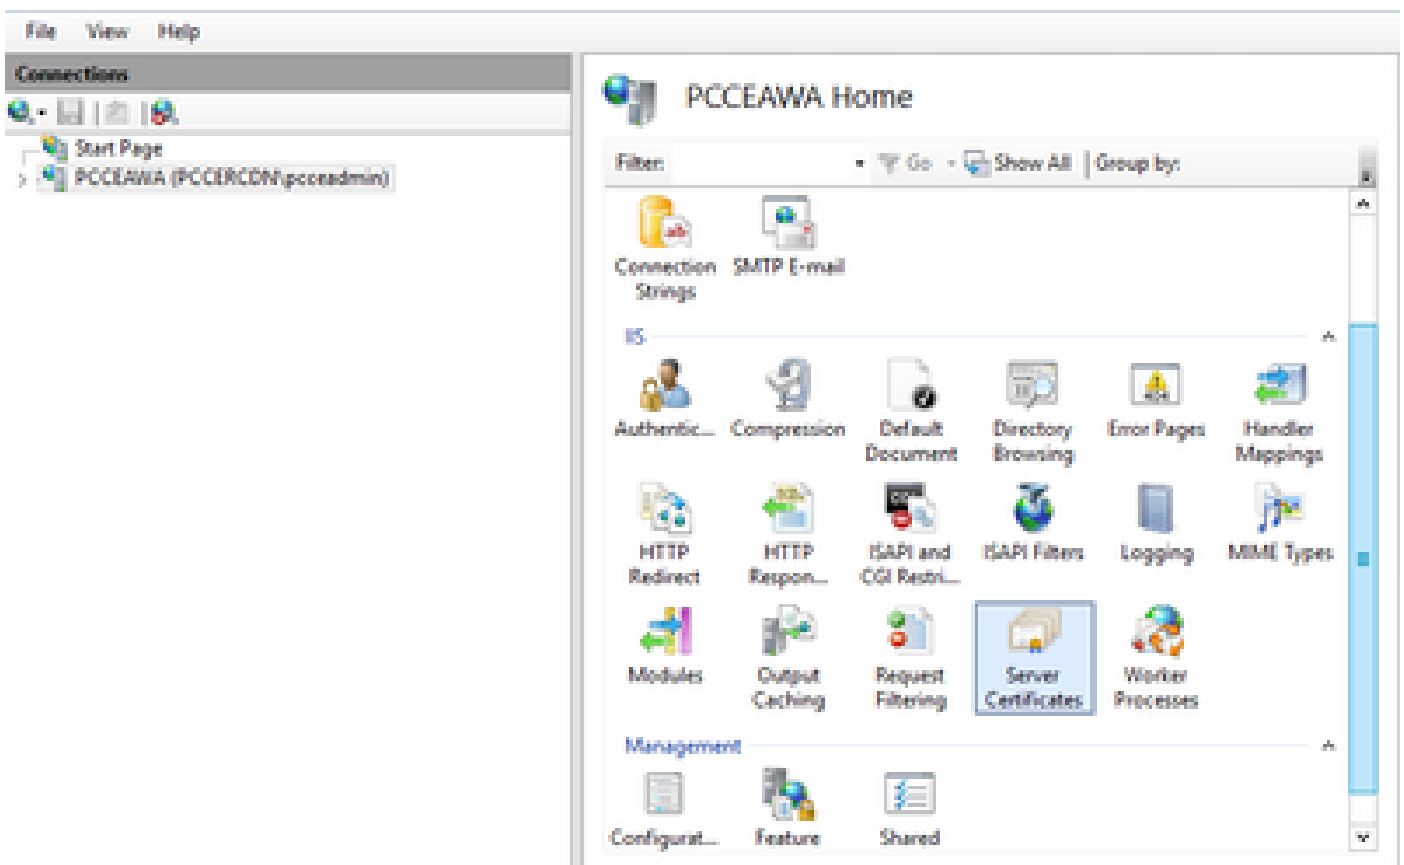 File View Help
Connections
Start Page
PCCEAWA (PCCERCDN\pcceadmin)
PCCEAWA Home
Filter: Go Show All Group by:
Connection Strings
SMTP E-mail
IIS
Authentic...
Compression
Default Document
Directory Browsing
Error Pages
Handler Mappings
HTTP Redirect
HTTP Respon...
ISAPI and CGI Restri...
ISAPI Filters
Logging
MIME Types
Modules
Output Caching
Request Filtering
Server Certificates
Worker Processes
Management
Configurat...
Feature
Shared